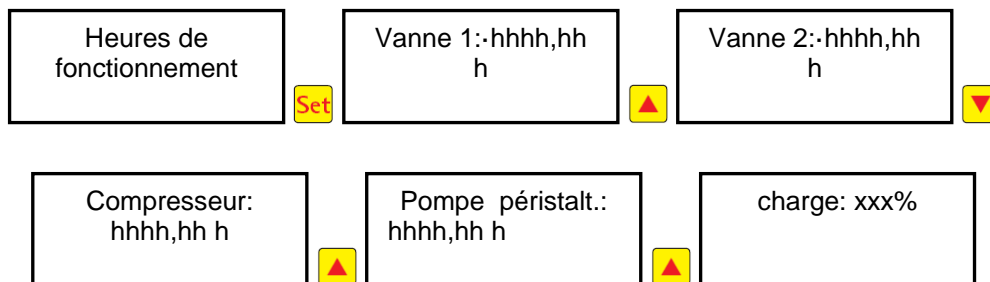 Heures de
fonctionnement
Set
Vanne 1:·hhhh,hh
h
Vanne 2:·hhhh,hh
h
Compresseur:
hhhh,hh h
Pompe péristalt.:
hhhh,hh h
charge: xxx%